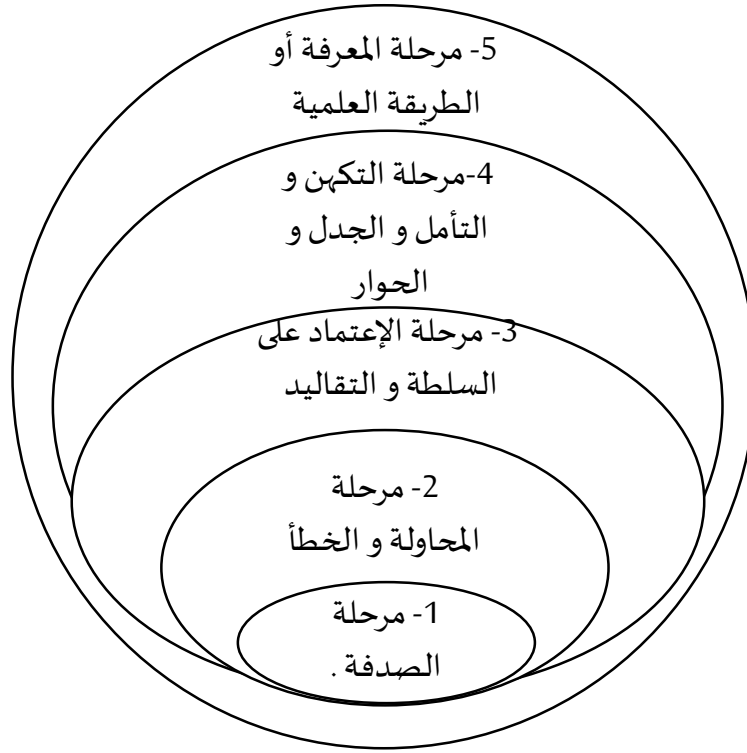 5- مرحلة المعرفة أو
الطريقة العلمية
4-مرحلة التكهن و
التأمل و الجدل و
الحوار
3- مرحلة الإعتماد على
السلطة و التقاليد
2- مرحلة
المحاولة و الخطأ
1- مرحلة
الصدفة .